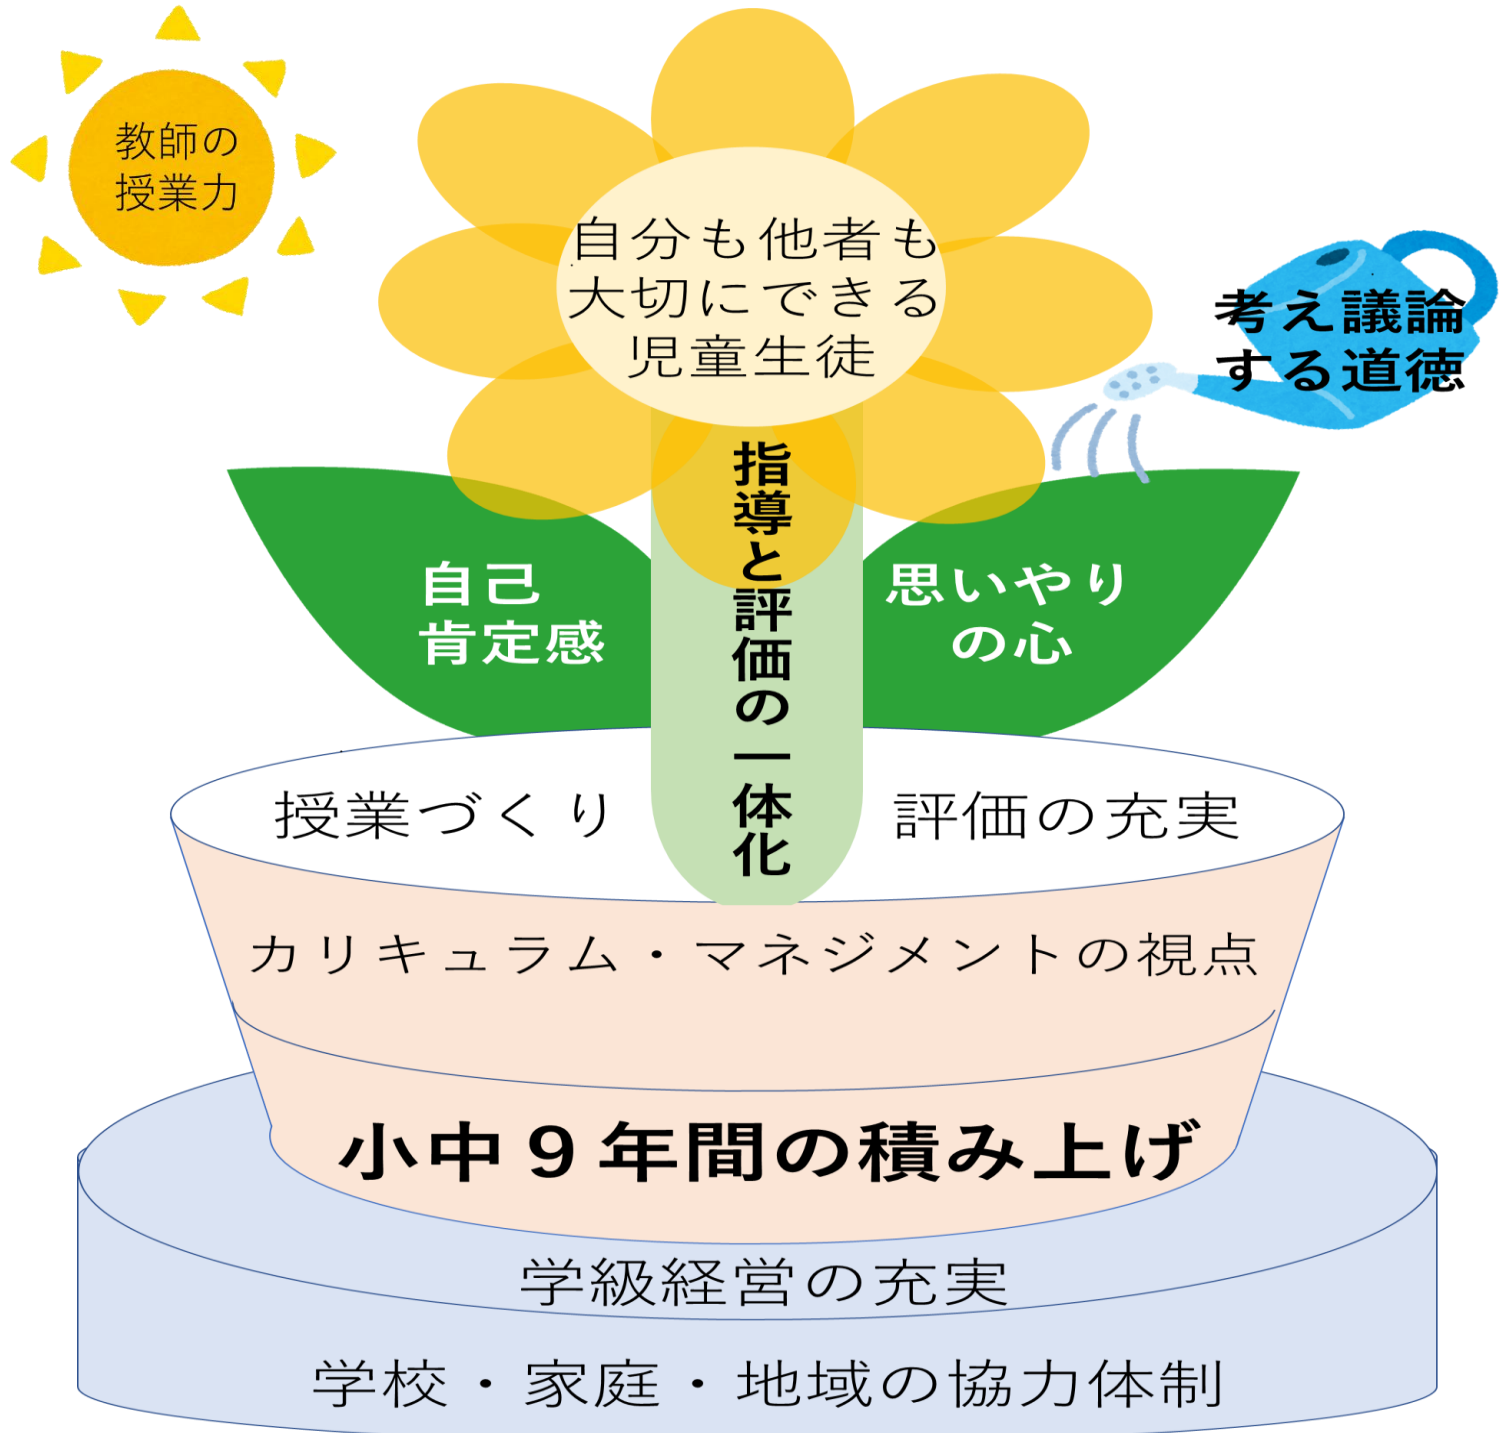 教師の
授業力
自分も他者も
大切にできる
児童生徒
考え議論
する道徳
指導と評価の一体化
自己
肯定感
思いやり
の心
授業づくり
評価の充実
カリキュラム・マネジメントの視点
小中９年間の積み上げ
学級経営の充実
学校・家庭・地域の協力体制